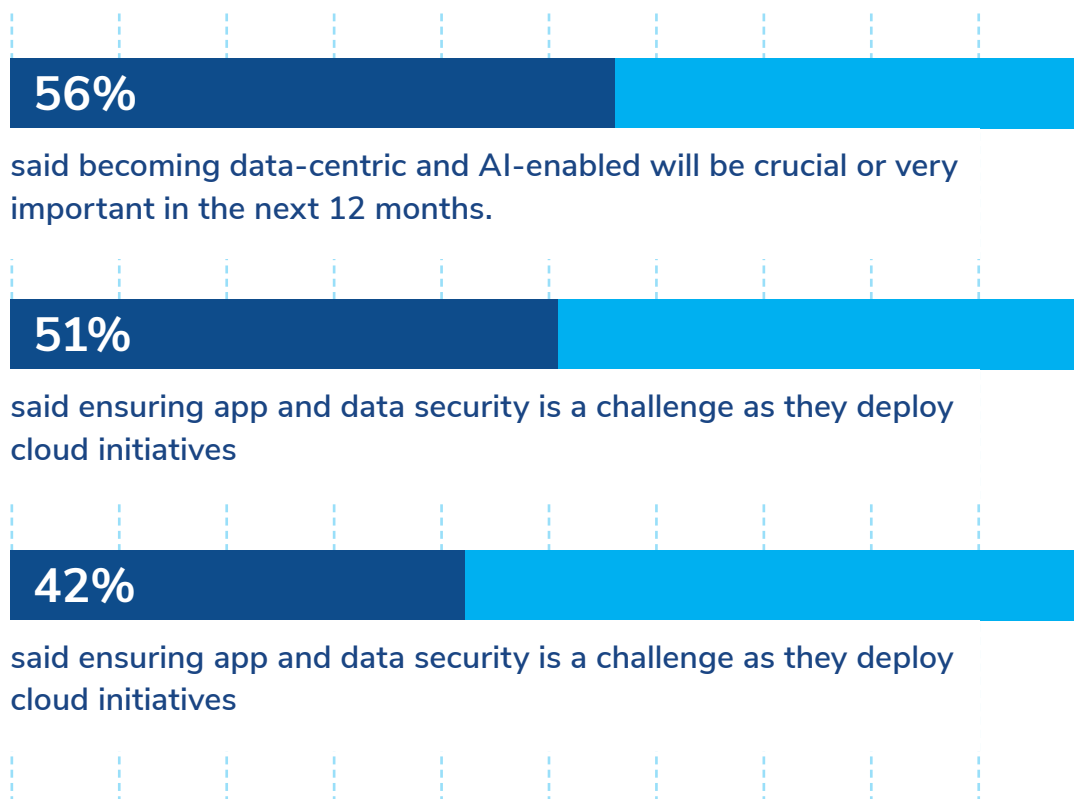 56%
said becoming data-centric and AI-enabled will be crucial or very
important in the next 12 months.
51%
said ensuring app and data security is a challenge as they deploy
cloud initiatives
42%
said ensuring app and data security is a challenge as they deploy
cloud initiatives